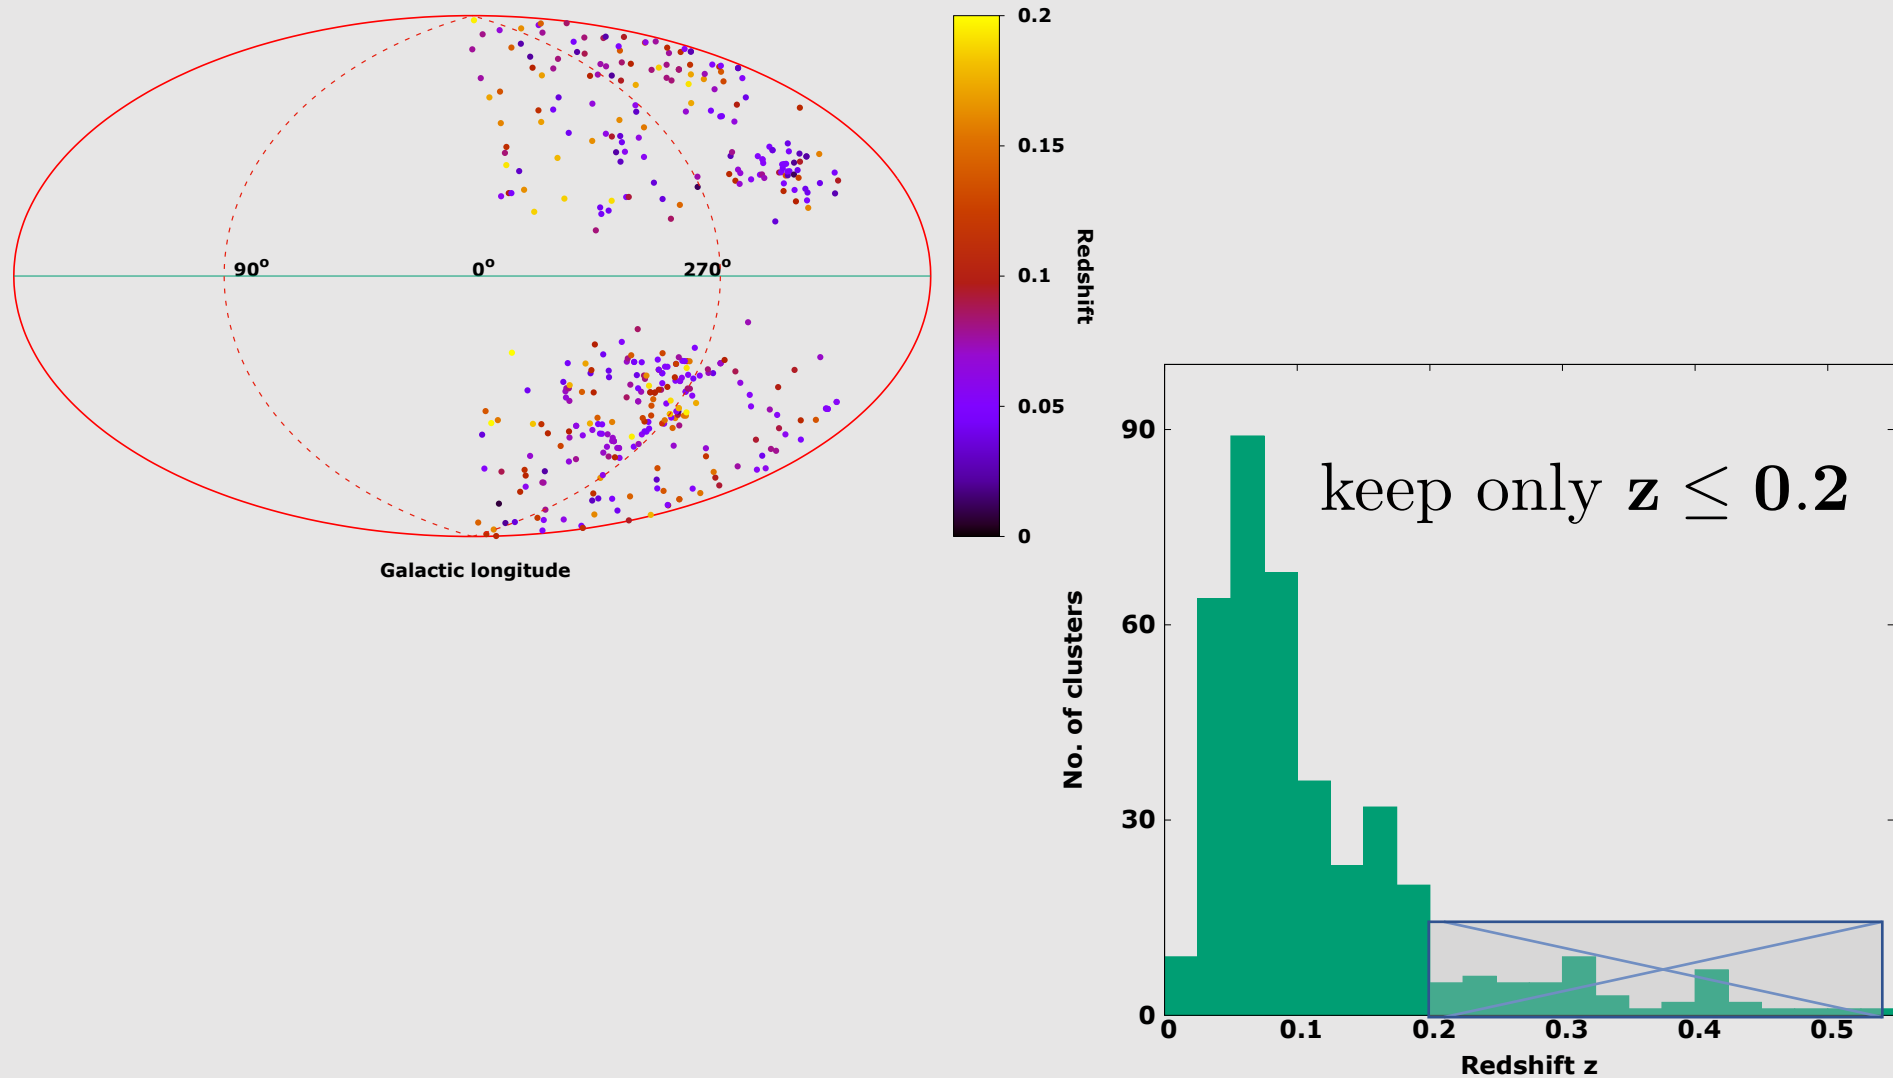 90°
0°
270°
Galactic longitude
0.2
0.15
0.1
0.05
0
Redshift
keep only z ≤ 0.2
No. of clusters
90
60
30
0
0 0.1 0.2 0.3 0.4 0.5
Redshift z